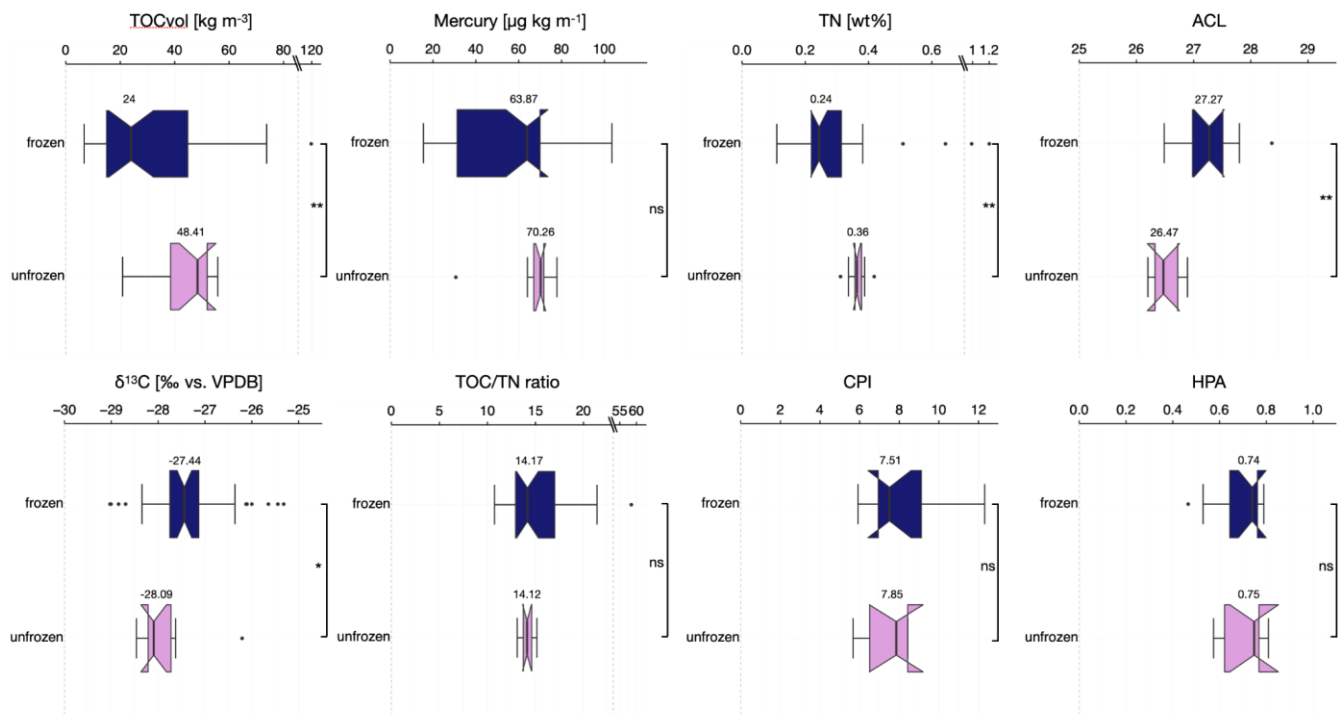 TOCvol [kg m⁻³]
0 20 40 60 80 120
24
frozen
**
48.41
unfrozen
Mercury [µg kg m⁻¹]
0 20 40 60 80 100
63.87
frozen
ns
70.26
unfrozen
TN [wt%]
0.0 0.2 0.4 0.6 1 1.2
0.24
frozen
**
0.36
unfrozen
ACL
25 26 27 28 29
27.27
frozen
**
26.47
unfrozen
δ¹³C [‰ vs. VPDB]
−30 −29 −28 −27 −26 −25
-27.44
frozen
*
-28.09
unfrozen
TOC/TN ratio
0 5 10 15 20 55 60
14.17
frozen
ns
14.12
unfrozen
CPI
0 2 4 6 8 10 12
7.51
frozen
ns
7.85
unfrozen
HPA
0.0 0.2 0.4 0.6 0.8 1.0
0.74
frozen
ns
0.75
unfrozen